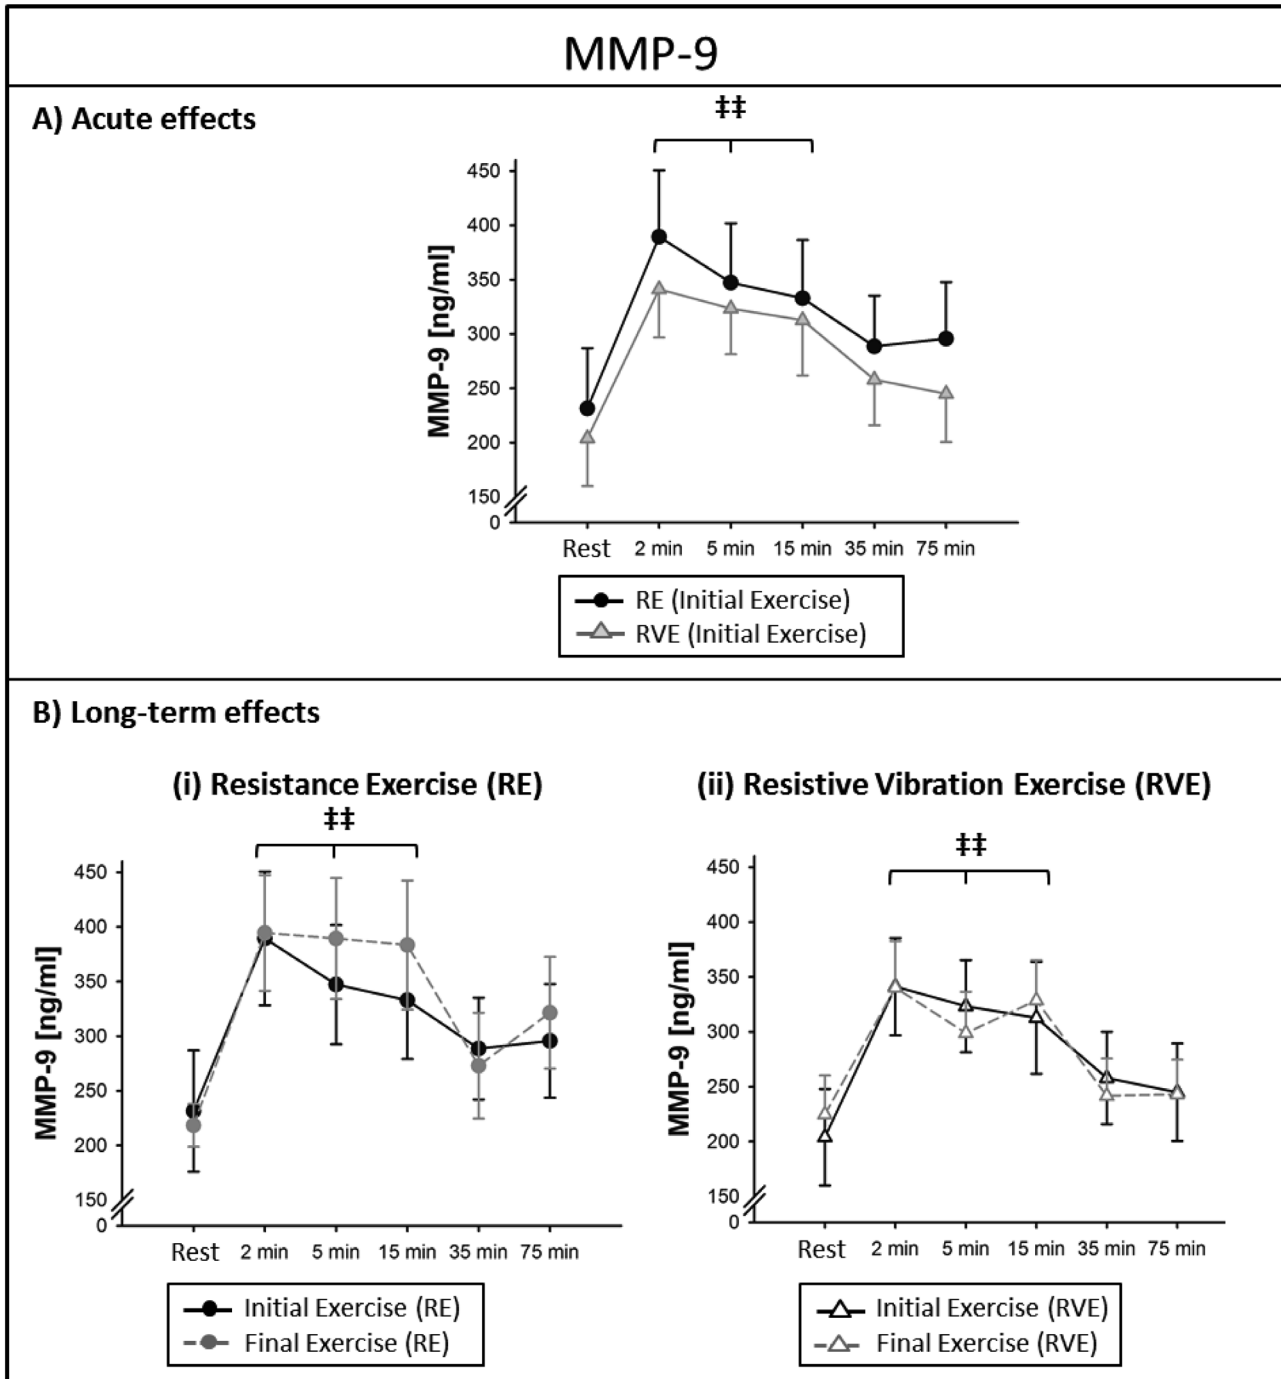 MMP-9
A) Acute effects
‡‡
450
400
350
300
250
200
150
0
MMP-9 [ng/ml]
Rest 2 min 5 min 15 min 35 min 75 min
RE (Initial Exercise)
RVE (Initial Exercise)
B) Long-term effects
(i) Resistance Exercise (RE)
‡‡
450
400
350
300
250
200
150
0
MMP-9 [ng/ml]
Rest 2 min 5 min 15 min 35 min 75 min
Initial Exercise (RE)
Final Exercise (RE)
(ii) Resistive Vibration Exercise (RVE)
‡‡
450
400
350
300
250
200
150
0
MMP-9 [ng/ml]
Rest 2 min 5 min 15 min 35 min 75 min
Initial Exercise (RVE)
Final Exercise (RVE)